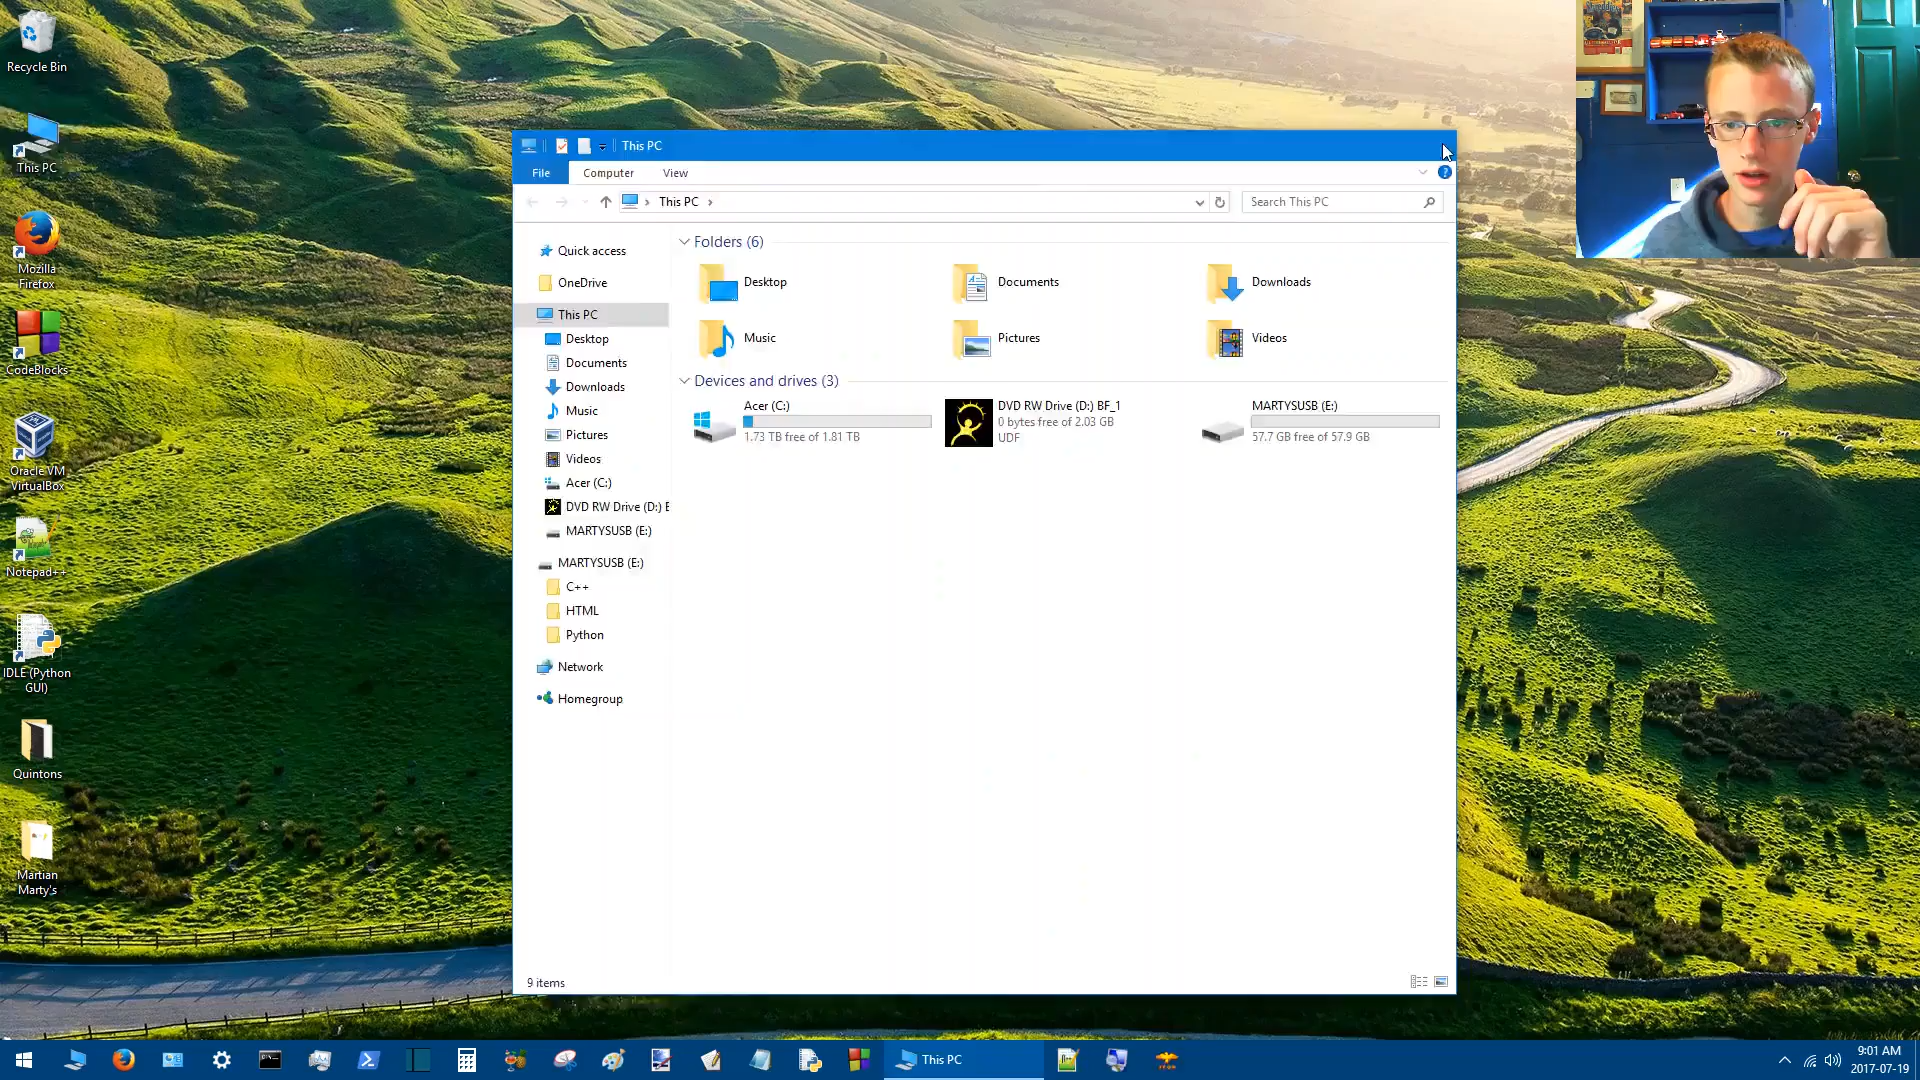 Recycle Bin
This PC
Mozilla
Firefox
CodeBlocks
Oracle VM
VirtualBox
Notepad++
IDLE (Python
GUI)
Quintons
Martian
Marty's
This PC
File Computer View
This PC
Search This PC
Quick access
OneDrive
This PC
Desktop
Documents
Downloads
Music
Pictures
Videos
Acer (C:)
DVD RW Drive (D:) B
MARTYSUSB (E:)
MARTYSUSB (E:)
C++
HTML
Python
Network
Homegroup
Folders (6)
Desktop Documents Downloads
Music Pictures Videos
Devices and drives (3)
Acer (C:)
1.73 TB free of 1.81 TB
DVD RW Drive (D:) BF_1
0 bytes free of 2.03 GB
UDF
MARTYSUSB (E:)
57.7 GB free of 57.9 GB
9 items
This PC
9:01 AM
2017-07-19